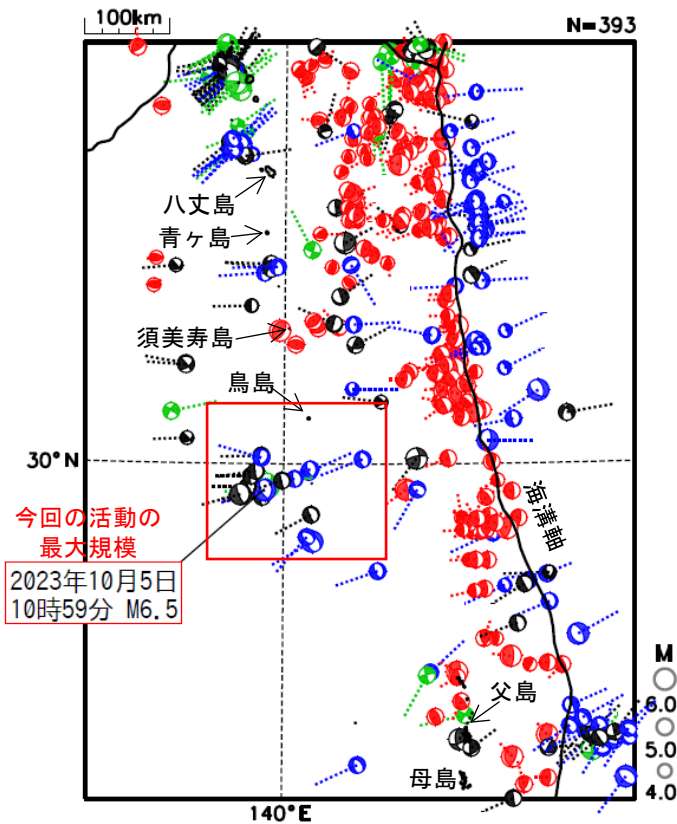 100km
N=393
八丈島
青ヶ島
須美寿島
鳥島
30°N
海溝軸
今回の活動の
最大規模
2023年10月5日
10時59分 M6.5
父島
母島
M
6.0
5.0
4.0
140°E